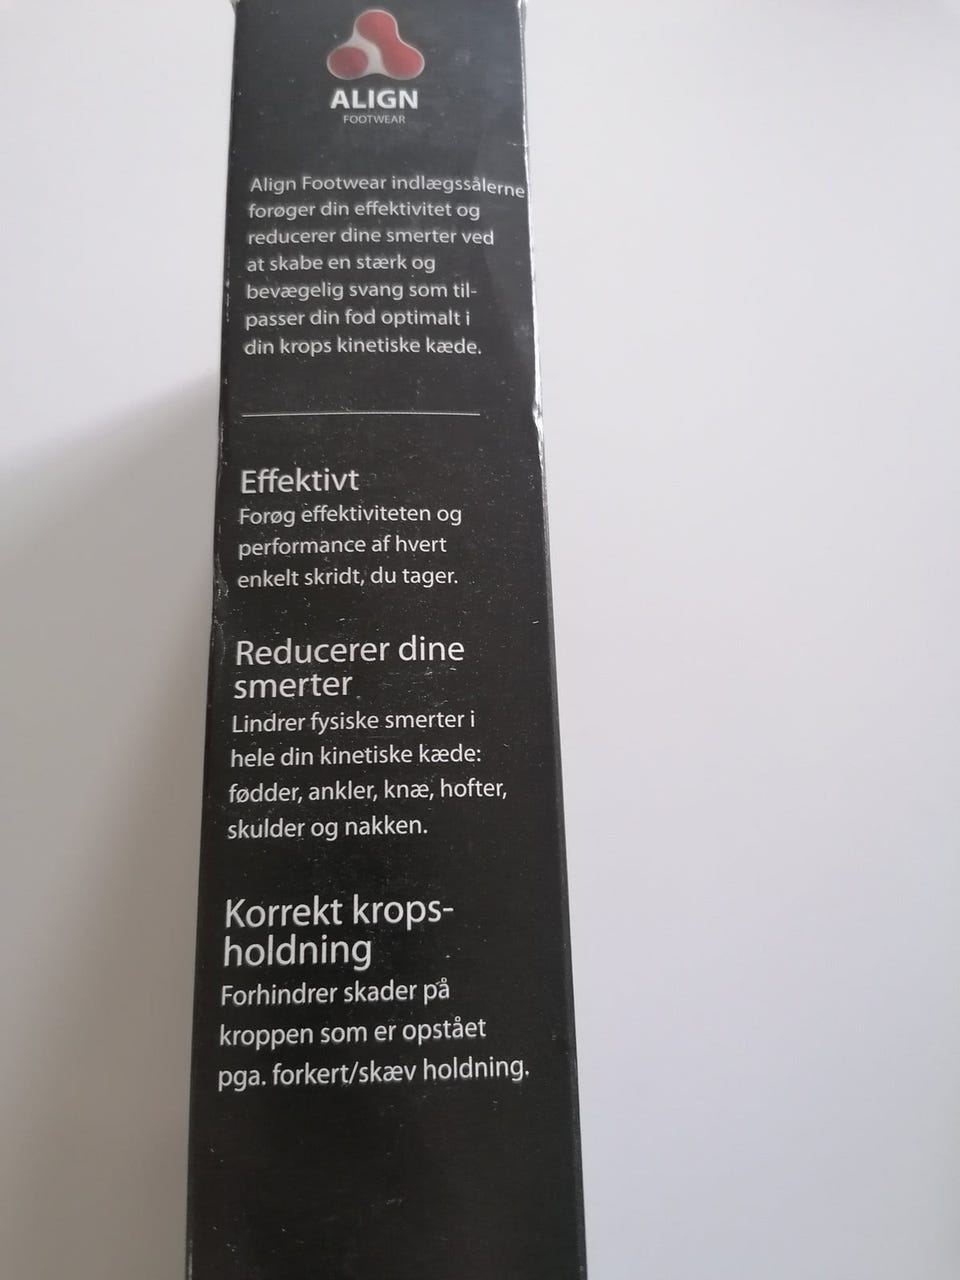 ALIGN
FOOTWEAR
Align Footwear indlægssålerne
forøger din effektivitet og
reducerer dine smerter ved
at skabe en stærk og
bevægelig svang som til-
passer din fod optimalt i
din krops kinetiske kæde.
Effektivt
Forøg effektiviteten og
performance af hvert
enkelt skridt, du tager.
Reducerer dine
smerter
Lindrer fysiske smerter i
hele din kinetiske kæde:
fødder, ankler, knæ, hofter,
skulder og nakken.
Korrekt krops-
holdning
Forhindrer skader på
kroppen som er opstået
pga. forkert/skæv holdning.